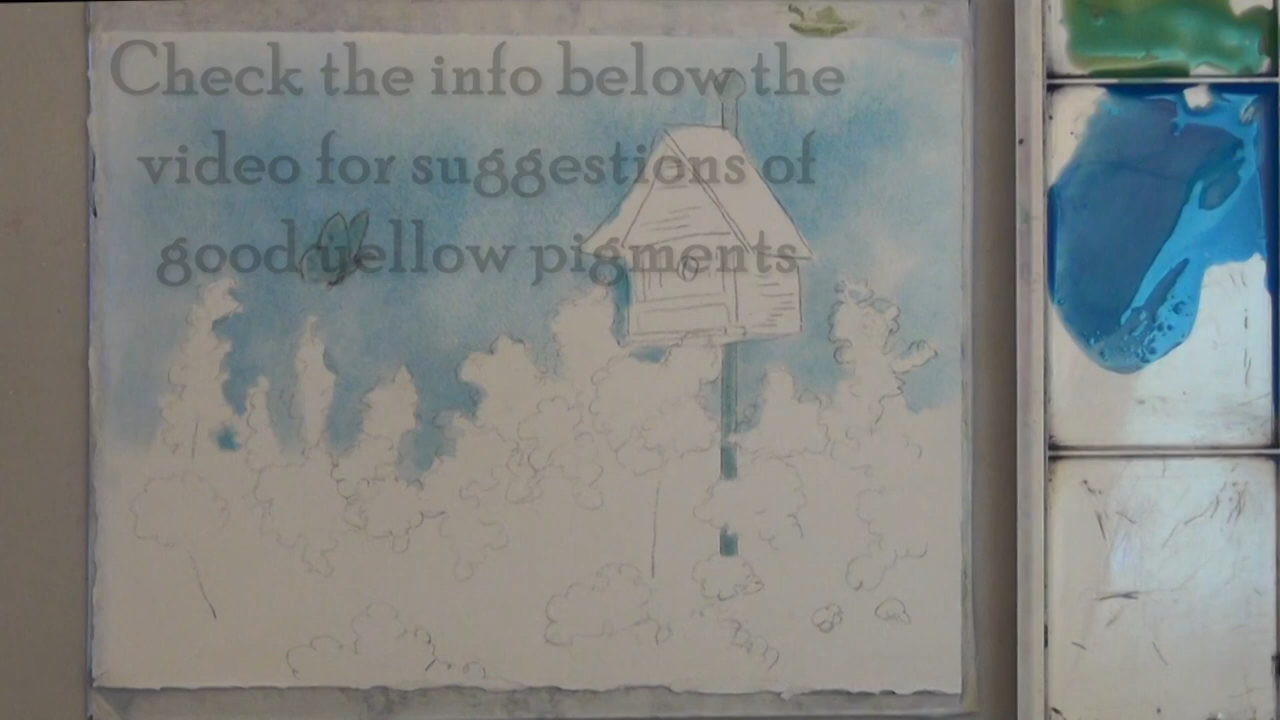 Check the info below the
video for suggestions of
good yellow pigments